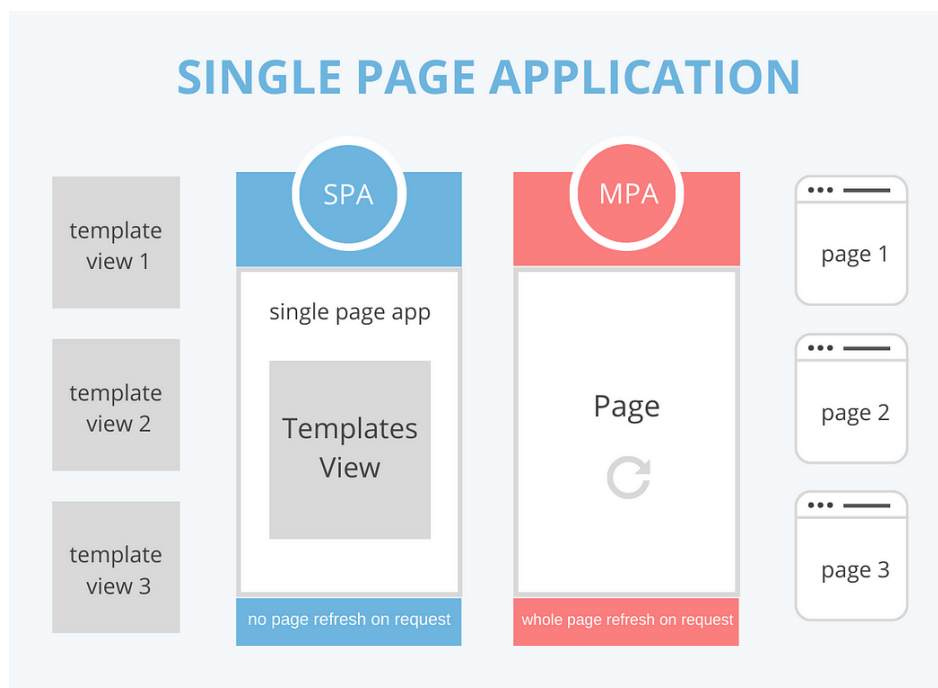 SINGLE PAGE APPLICATION
template
view 1
template
view 2
template
view 3
SPA
single page app
Templates
View
no page refresh on request
MPA
Page
whole page refresh on request
page 1
page 2
page 3